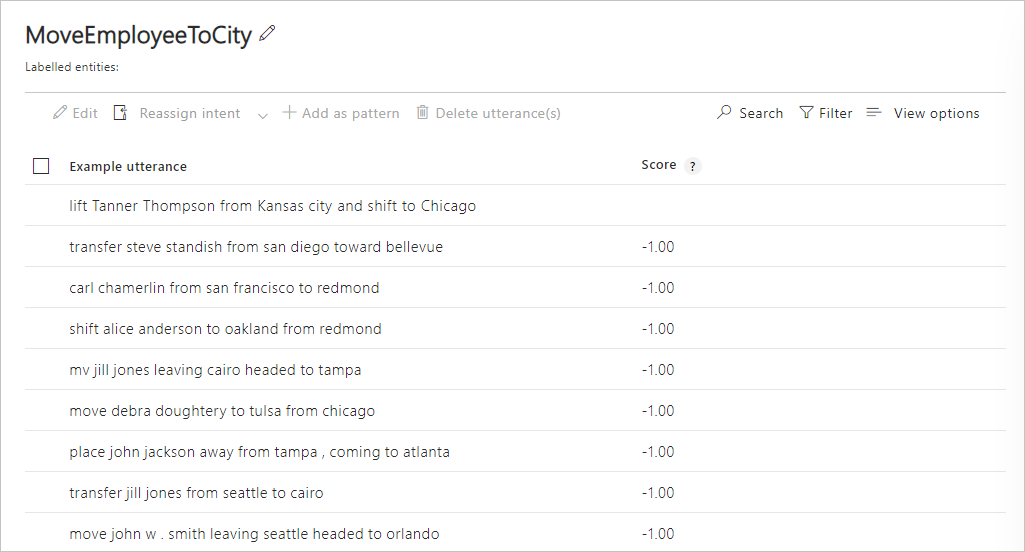 MoveEmployeeToCity
Labelled entities:
Edit Reassign intent Add as pattern Delete utterance(s) Search Filter View options
Example utterance Score ?
lift Tanner Thompson from Kansas city and shift to Chicago
transfer steve standish from san diego toward bellevue -1.00
carl chamerlin from san francisco to redmond -1.00
shift alice anderson to oakland from redmond -1.00
mv jill jones leaving cairo headed to tampa -1.00
move debra doughtery to tulsa from chicago -1.00
place john jackson away from tampa , coming to atlanta -1.00
transfer jill jones from seattle to cairo -1.00
move john w . smith leaving seattle headed to orlando -1.00